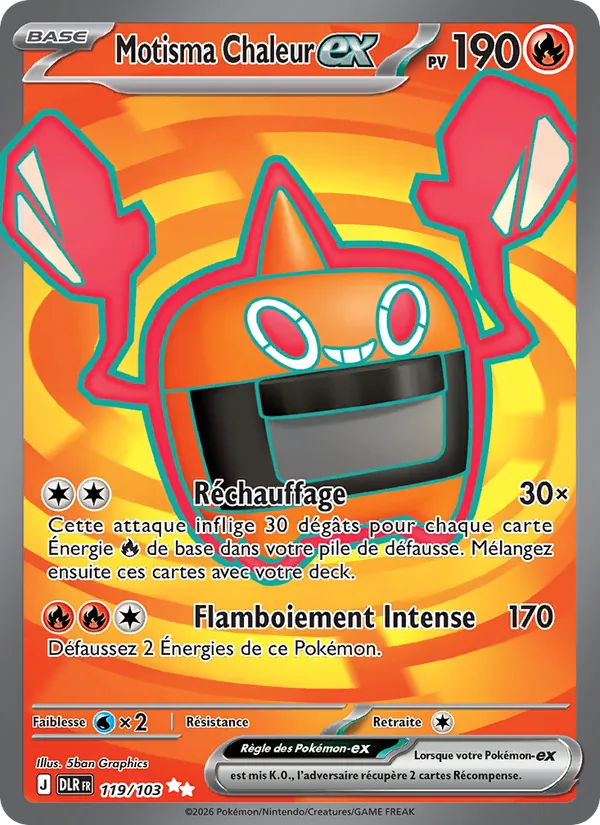 BASE Motisma Chaleur ex PV 190
Réchauffage 30×
Cette attaque inflige 30 dégâts pour chaque carte
Énergie de base dans votre pile de défausse. Mélangez
ensuite ces cartes avec votre deck.
Flamboiement Intense 170
Défaussez 2 Énergies de ce Pokémon.
Faiblesse ×2 Résistance Retraite
Illus. 5ban Graphics
Règle des Pokémon-ex Lorsque votre Pokémon-ex
est mis K.O., l'adversaire récupère 2 cartes Récompense.
J DLR FR 119/103
©2026 Pokémon/Nintendo/Creatures/GAME FREAK